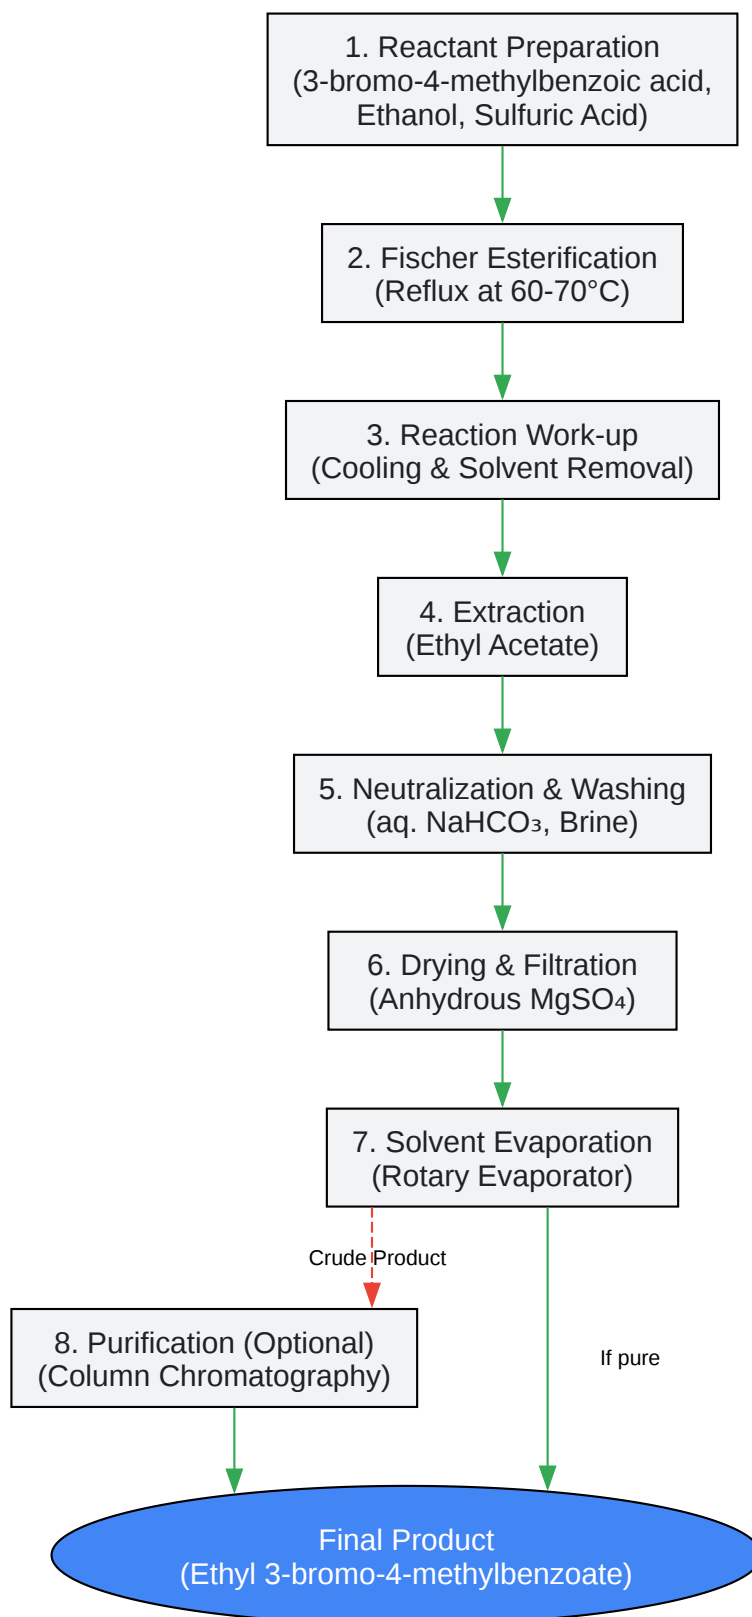 1. Reactant Preparation
(3-bromo-4-methylbenzoic acid,
Ethanol, Sulfuric Acid)
2. Fischer Esterification
(Reflux at 60-70°C)
3. Reaction Work-up
(Cooling & Solvent Removal)
4. Extraction
(Ethyl Acetate)
5. Neutralization & Washing
(aq. NaHCO₃, Brine)
6. Drying & Filtration
(Anhydrous MgSO₄)
7. Solvent Evaporation
(Rotary Evaporator)
Crude Product
8. Purification (Optional)
(Column Chromatography)
If pure
Final Product
(Ethyl 3-bromo-4-methylbenzoate)